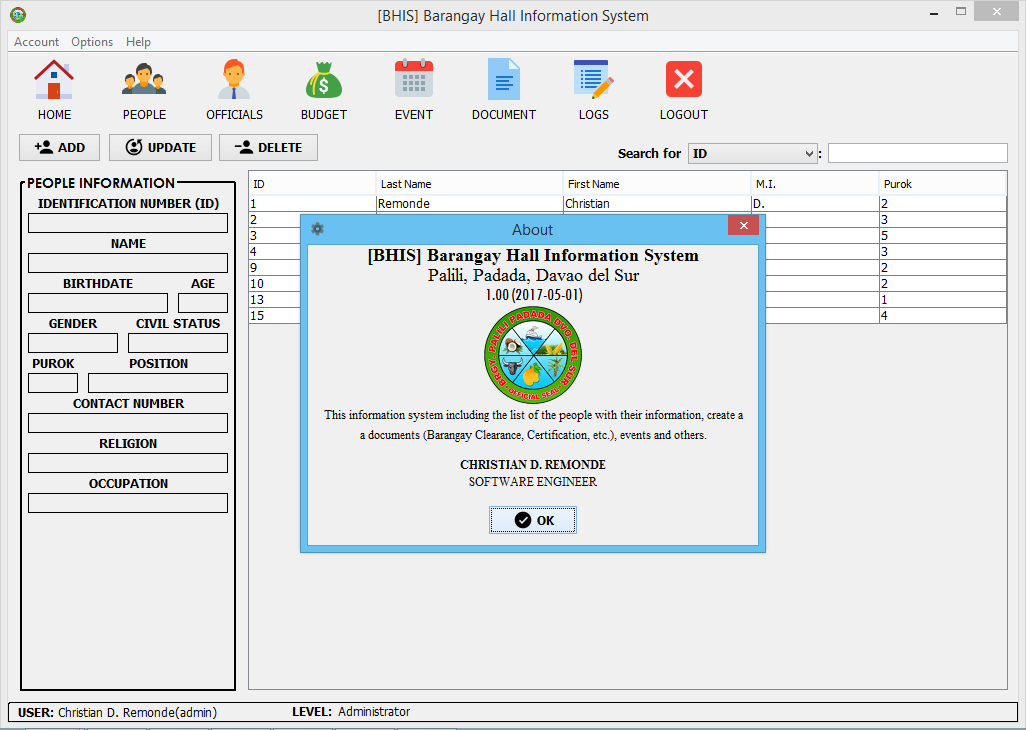 [BHIS] Barangay Hall Information System
Account Options Help
HOME PEOPLE OFFICIALS BUDGET EVENT DOCUMENT LOGS LOGOUT
ADD UPDATE DELETE
Search for ID :
PEOPLE INFORMATION
IDENTIFICATION NUMBER (ID)
NAME
BIRTHDATE AGE
GENDER CIVIL STATUS
PUROK POSITION
CONTACT NUMBER
RELIGION
OCCUPATION
ID Last Name First Name M.I. Purok
1 Remonde Christian D. 2
2 3
3 5
4 3
9 2
10 2
13 1
15 4
About
[BHIS] Barangay Hall Information System
Palili, Padada, Davao del Sur
1.00 (2017-05-01)
BRGY. PALILI PADADA DVO. DEL SUR
OFFICIAL SEAL
This information system including the list of the people with their information, create a
a documents (Barangay Clearance, Certification, etc.), events and others.
CHRISTIAN D. REMONDE
SOFTWARE ENGINEER
OK
USER: Christian D. Remonde(admin) LEVEL: Administrator